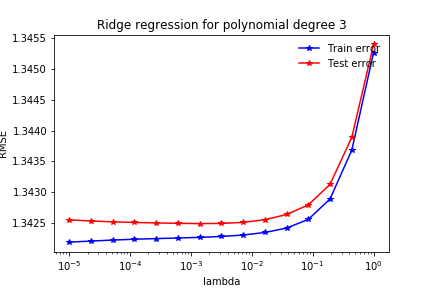 Ridge regression for polynomial degree 3
Train error
Test error
1.3455
1.3450
1.3445
1.3440
1.3435
1.3430
1.3425
RMSE
10⁻⁵
10⁻⁴
10⁻³
10⁻²
10⁻¹
10⁰
lambda